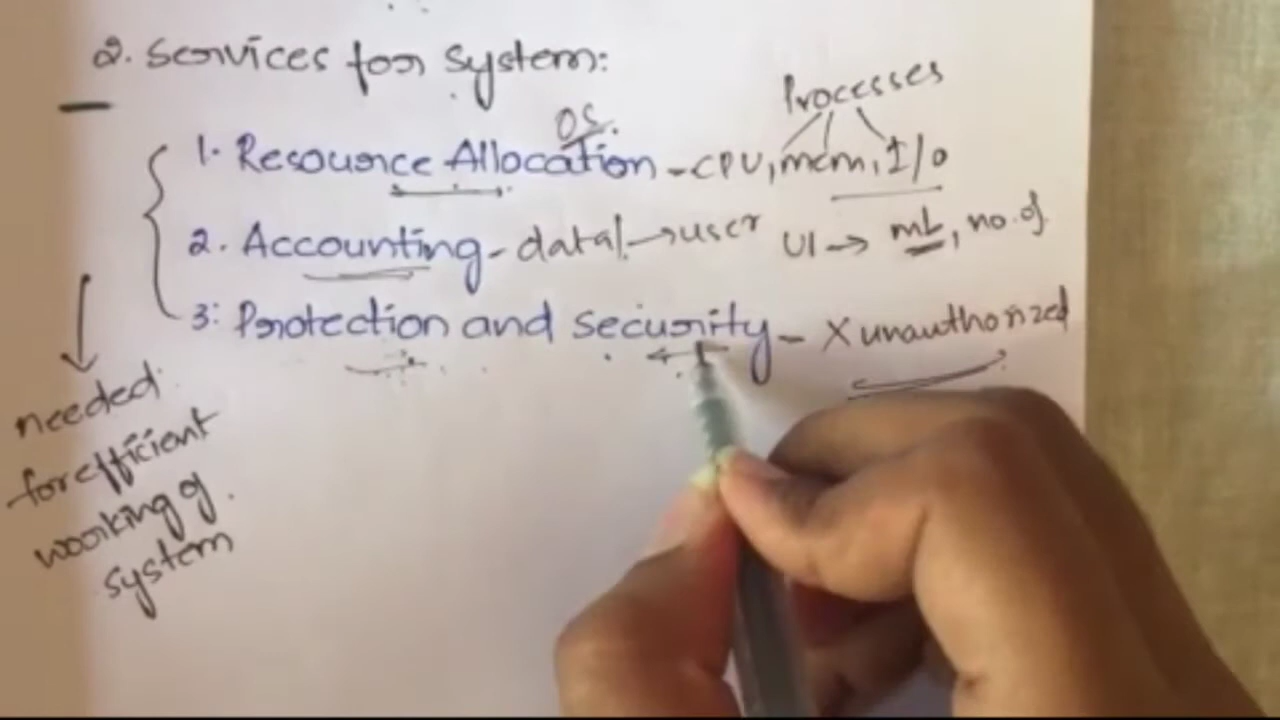 2. Services for System:
Processes
OS.
1. Resource Allocation - CPU, mem, I/O
2. Accounting - data → user U1 → mb, no. of
3: Protection and security - X unauthorized
needed
for efficient
working of
system